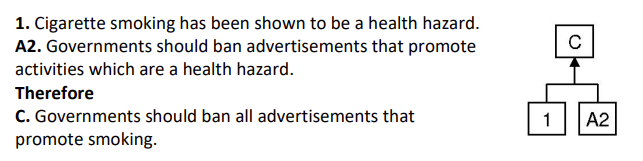 1. Cigarette smoking has been shown to be a health hazard.
A2. Governments should ban advertisements that promote
activities which are a health hazard.
Therefore
C. Governments should ban all advertisements that
promote smoking.
C
1 A2